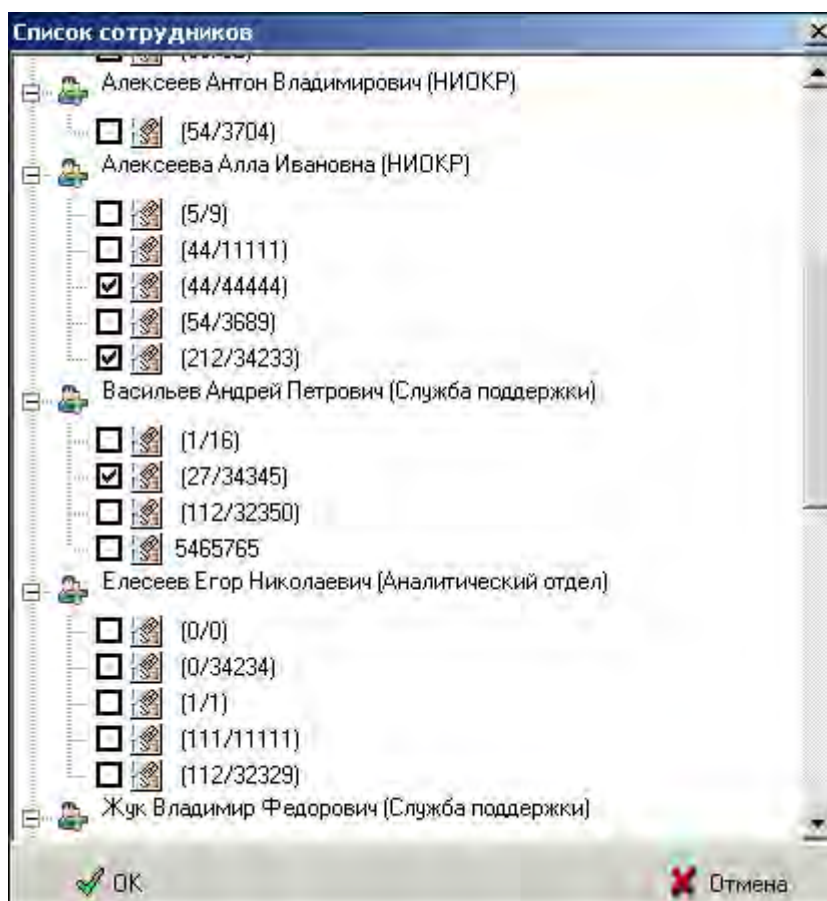 Список сотрудников
Алексеев Антон Владимирович (НИОКР)
(54/3704)
Алексеева Алла Ивановна (НИОКР)
(5/9)
(44/11111)
(44/44444)
(54/3689)
(212/34233)
Васильев Андрей Петрович (Служба поддержки)
(1/16)
(27/34345)
(112/32350)
5465765
Елесеев Егор Николаевич (Аналитический отдел)
(0/0)
(0/34234)
(1/1)
(111/11111)
(112/32329)
Жук Владимир Федорович (Служба поддержки)
OK Отмена